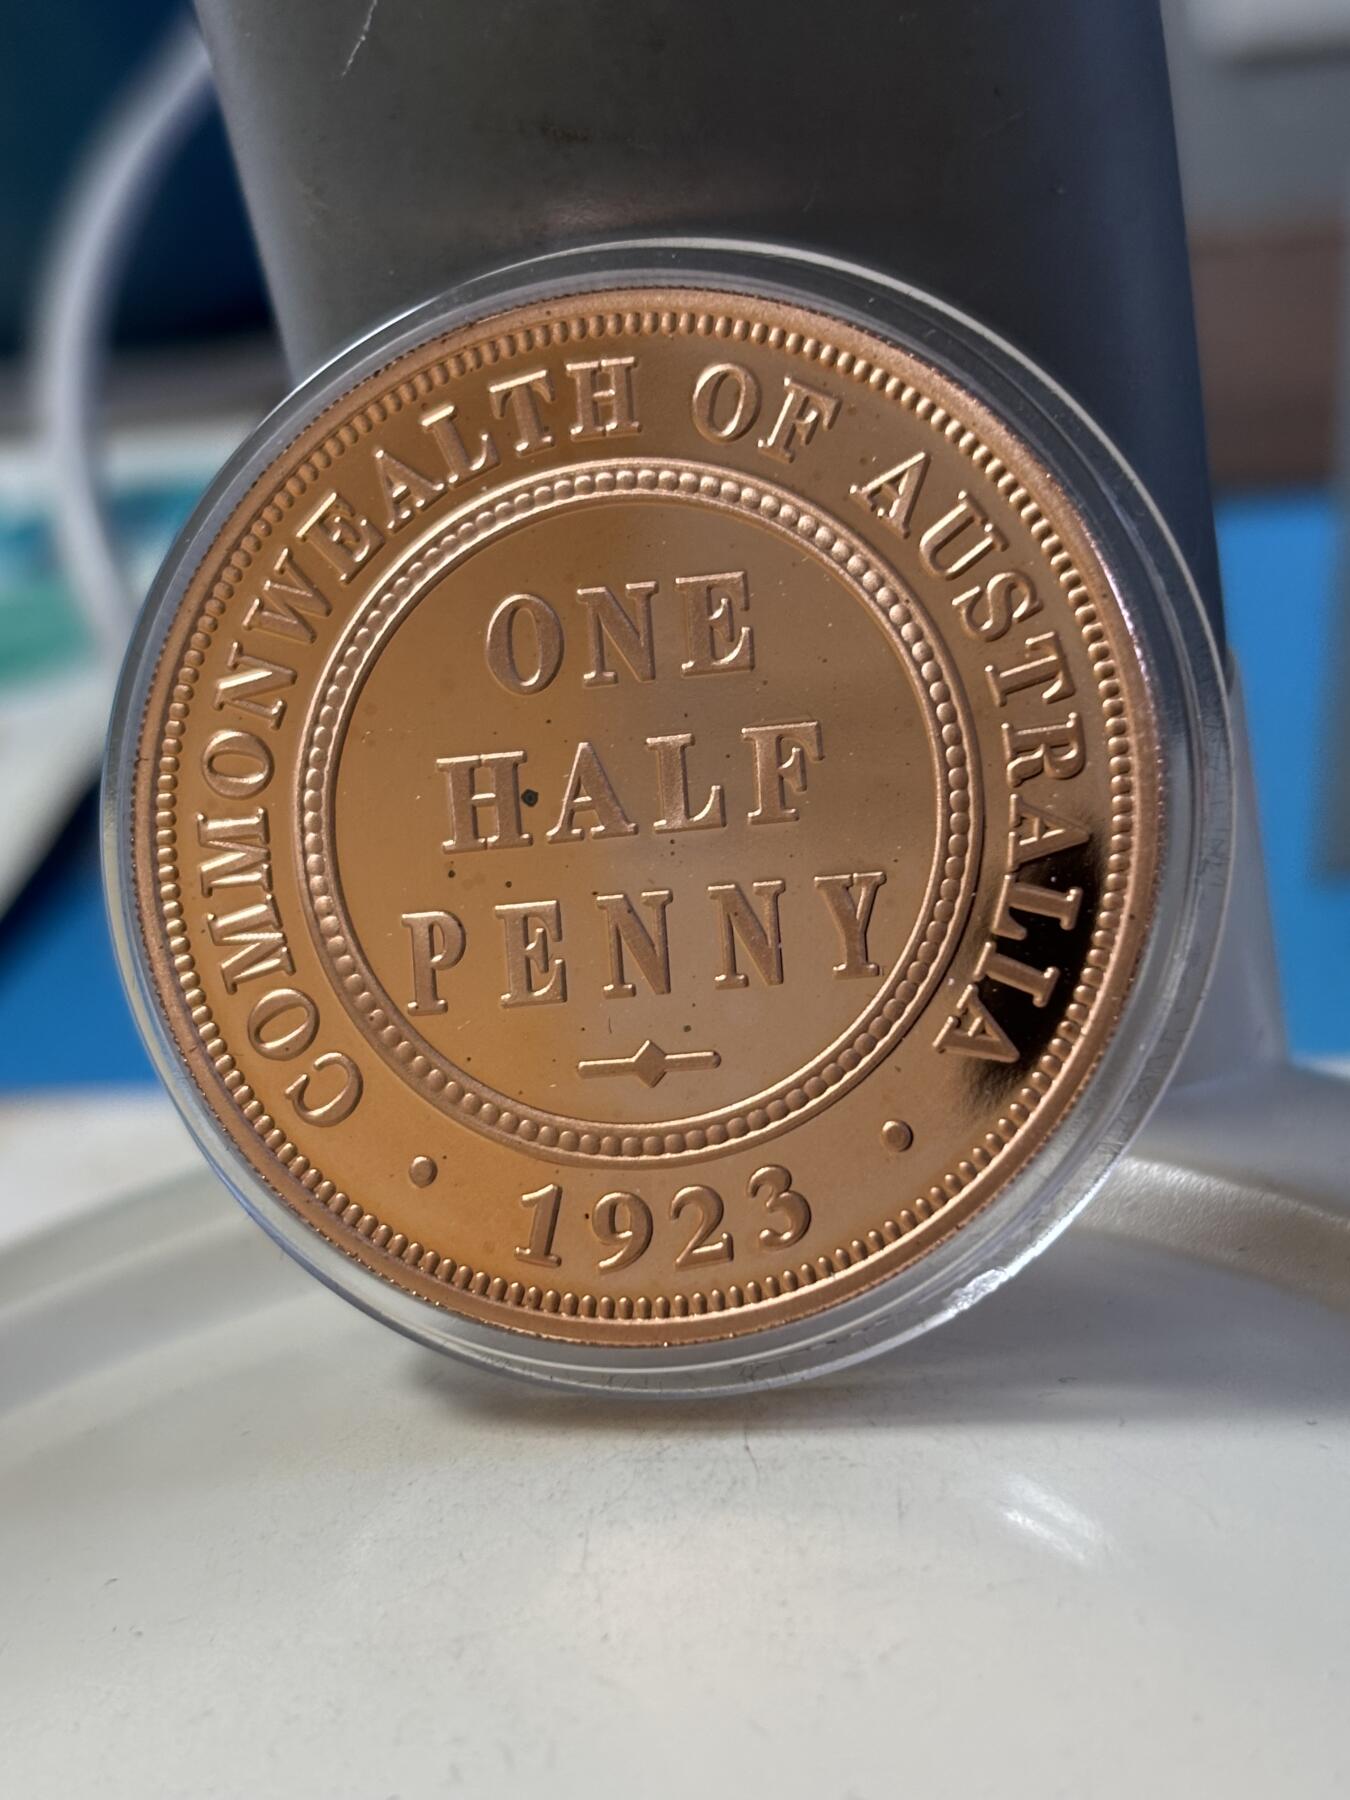 COMMONWEALTH OF AUSTRALIA
ONE
HALF
PENNY
· 1923 ·